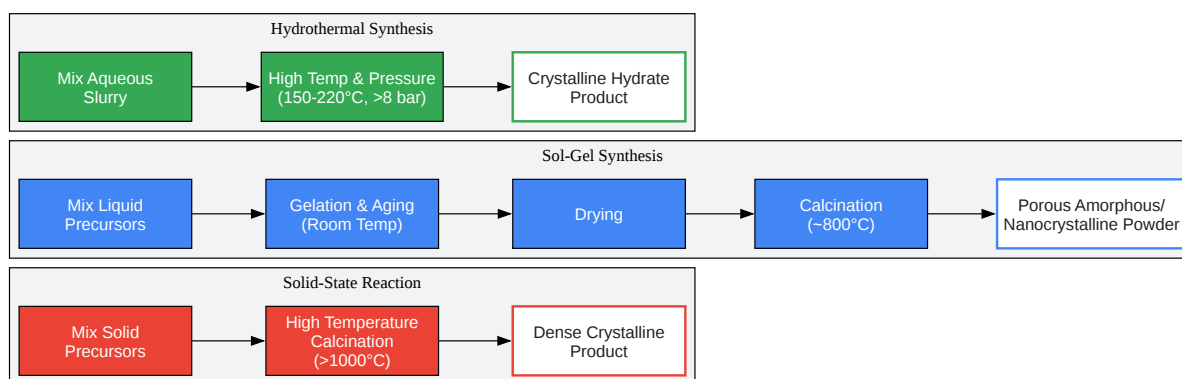 Hydrothermal Synthesis
Mix Aqueous
Slurry
High Temp & Pressure
(150-220°C, >8 bar)
Crystalline Hydrate
Product
Sol-Gel Synthesis
Mix Liquid
Precursors
Gelation & Aging
(Room Temp)
Drying
Calcination
(~800°C)
Porous Amorphous/
Nanocrystalline Powder
Solid-State Reaction
Mix Solid
Precursors
High Temperature
Calcination
(>1000°C)
Dense Crystalline
Product